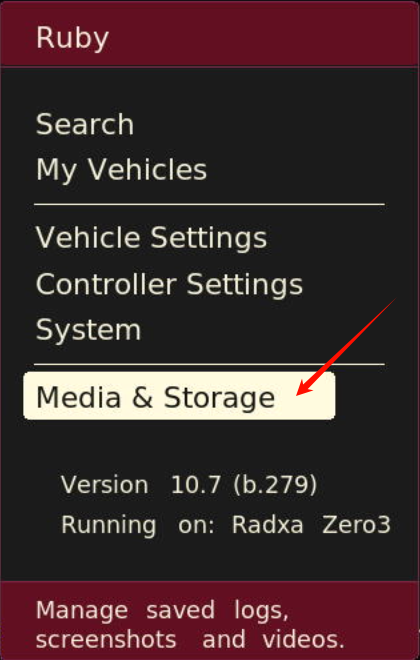 Ruby
Search
My Vehicles
Vehicle Settings
Controller Settings
System
Media & Storage
Version 10.7 (b.279)
Running on: Radxa Zero3
Manage saved logs,
screenshots and videos.